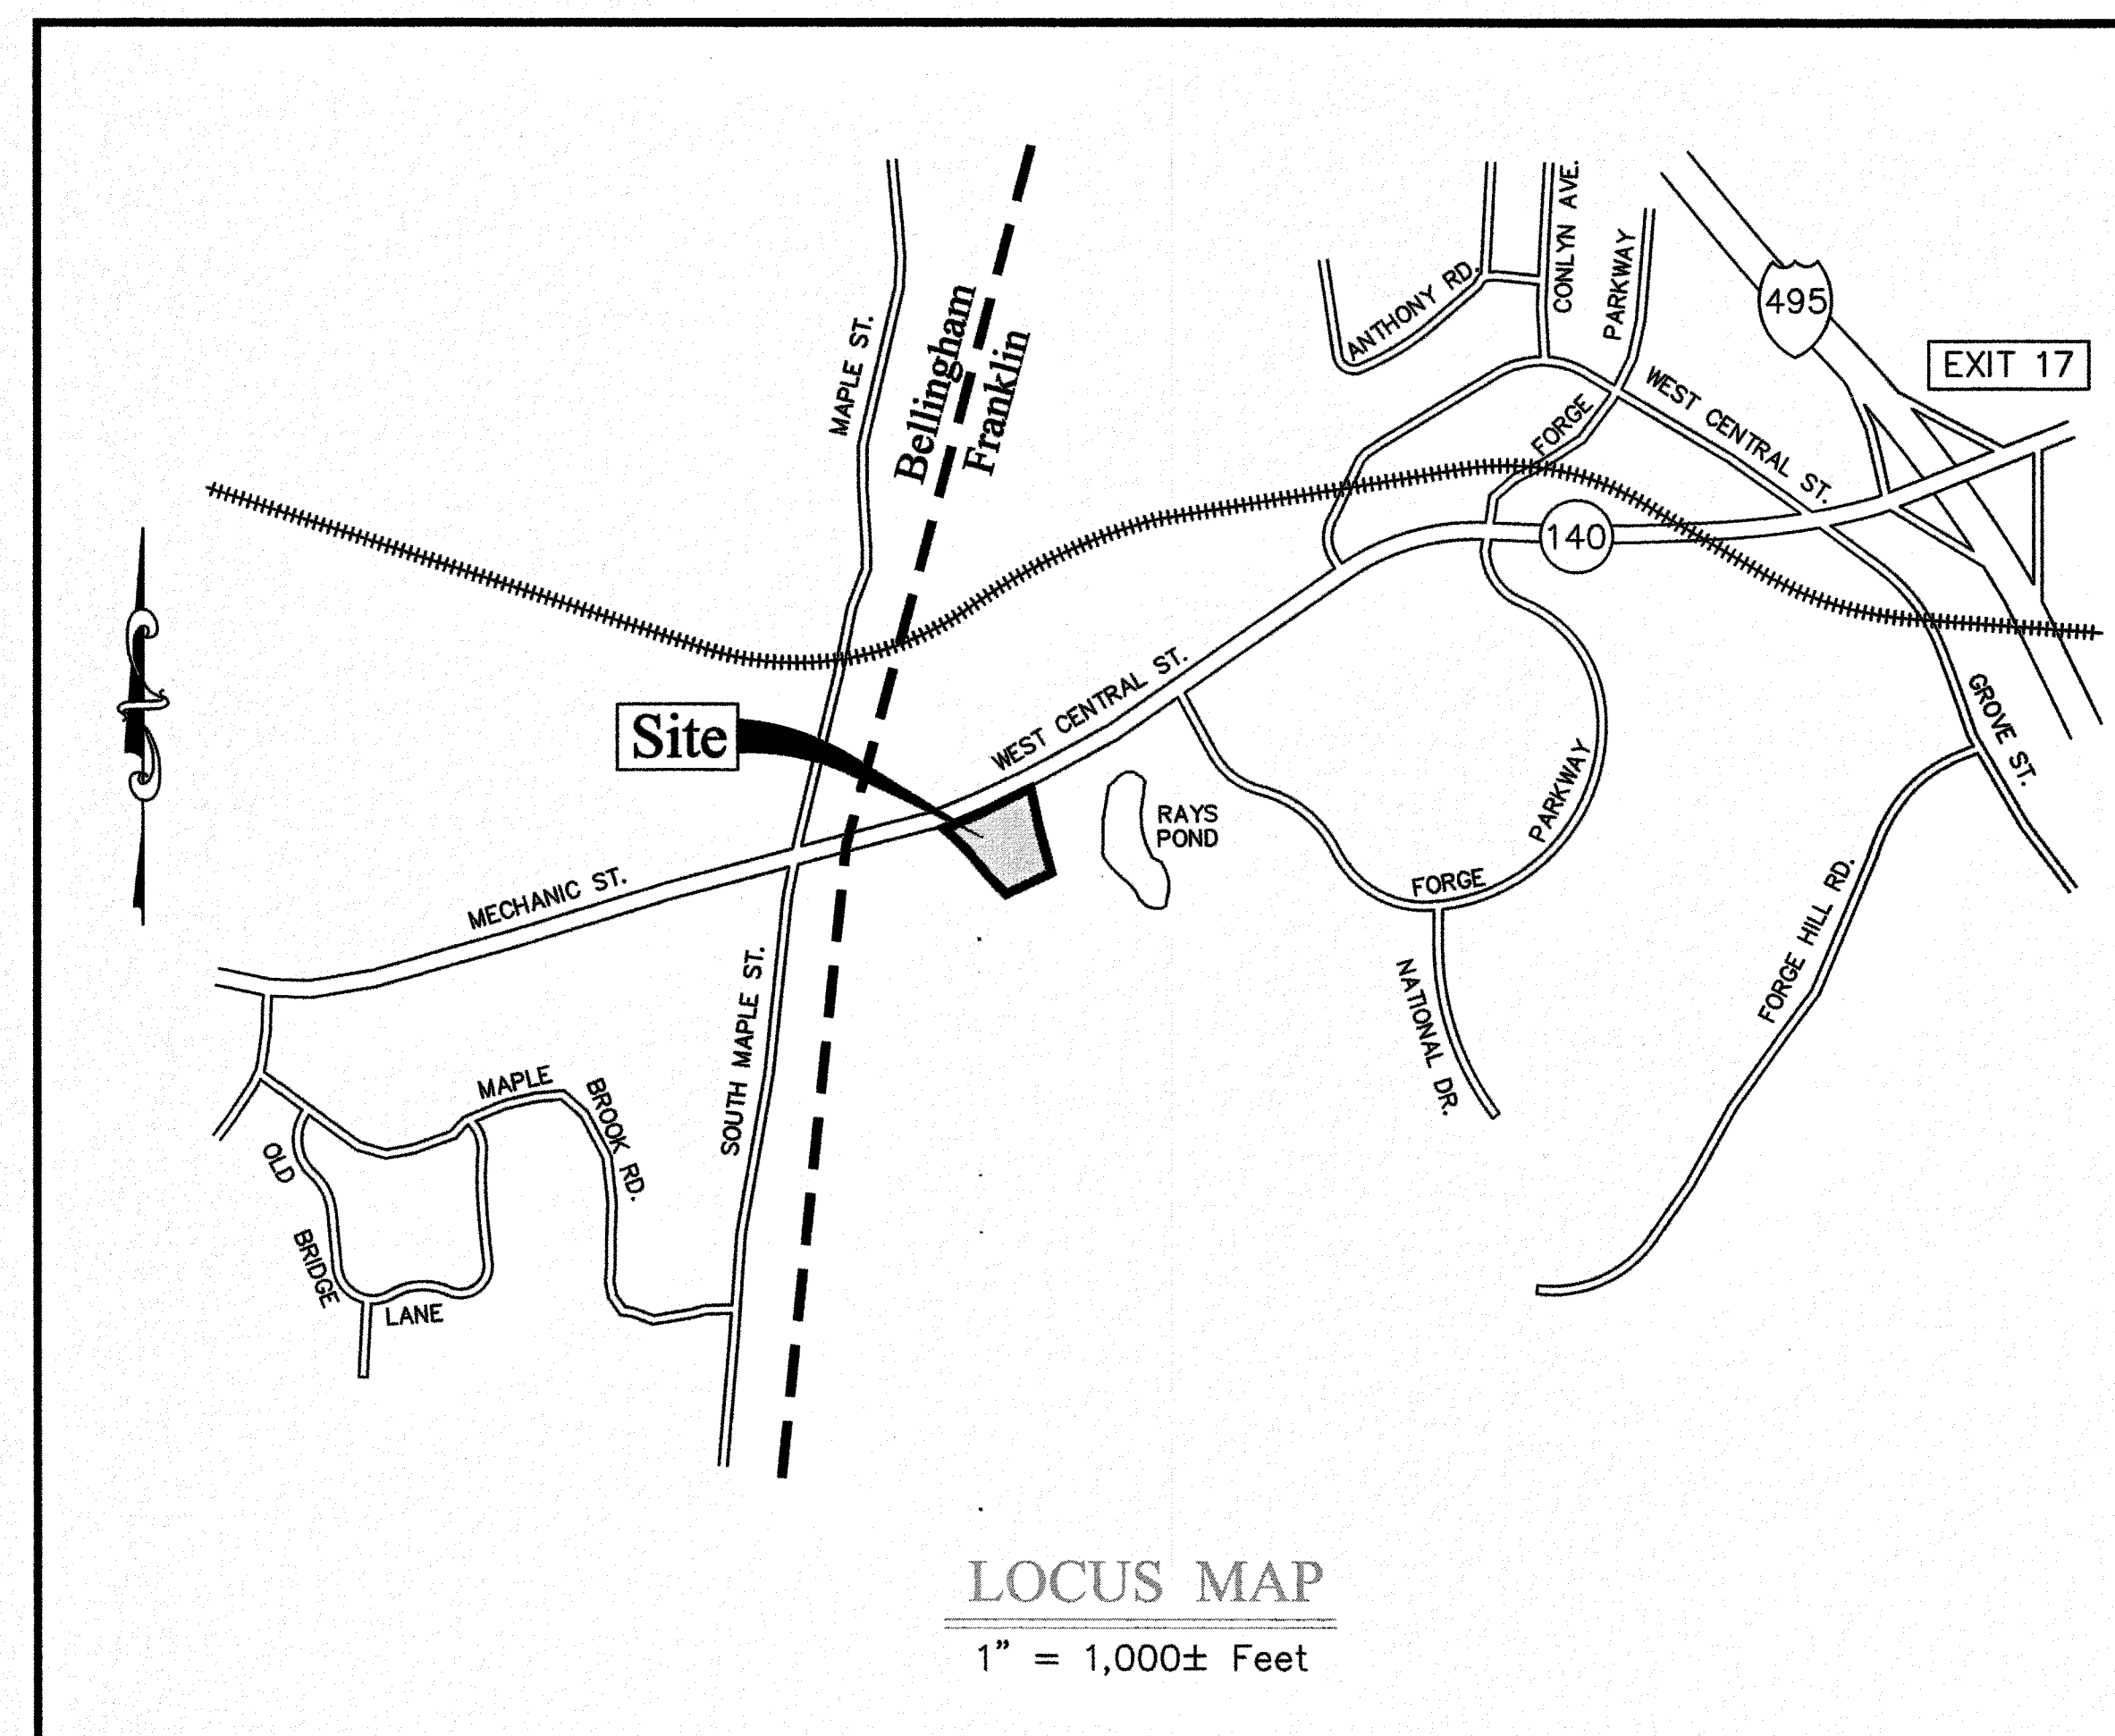 CONLYN AVE.
PARKWAY
ANTHONY RD.
495
EXIT 17
MAPLE ST.
Bellingham
Franklin
WEST CENTRAL ST.
FORGE
140
Site
WEST CENTRAL ST.
GROVE ST.
RAYS
POND
PARKWAY
FORGE
MECHANIC ST.
FORGE HILL RD.
SOUTH MAPLE ST.
NATIONAL DR.
MAPLE
BROOK RD.
OLD
BRIDGE
LANE
LOCUS MAP
1" = 1,000± Feet